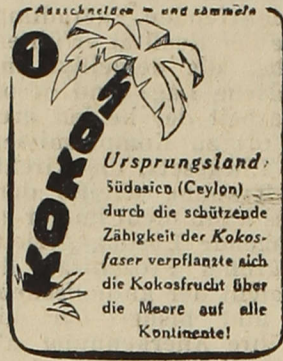 Ausschneiden – und sammeln
1
KOKOS
Ursprungsland:
Südasien (Ceylon)
durch die schützende
Zähigkeit der Kokos-
faser verpflanzte sich
die Kokosfrucht über
die Meere auf alle
Kontinente!